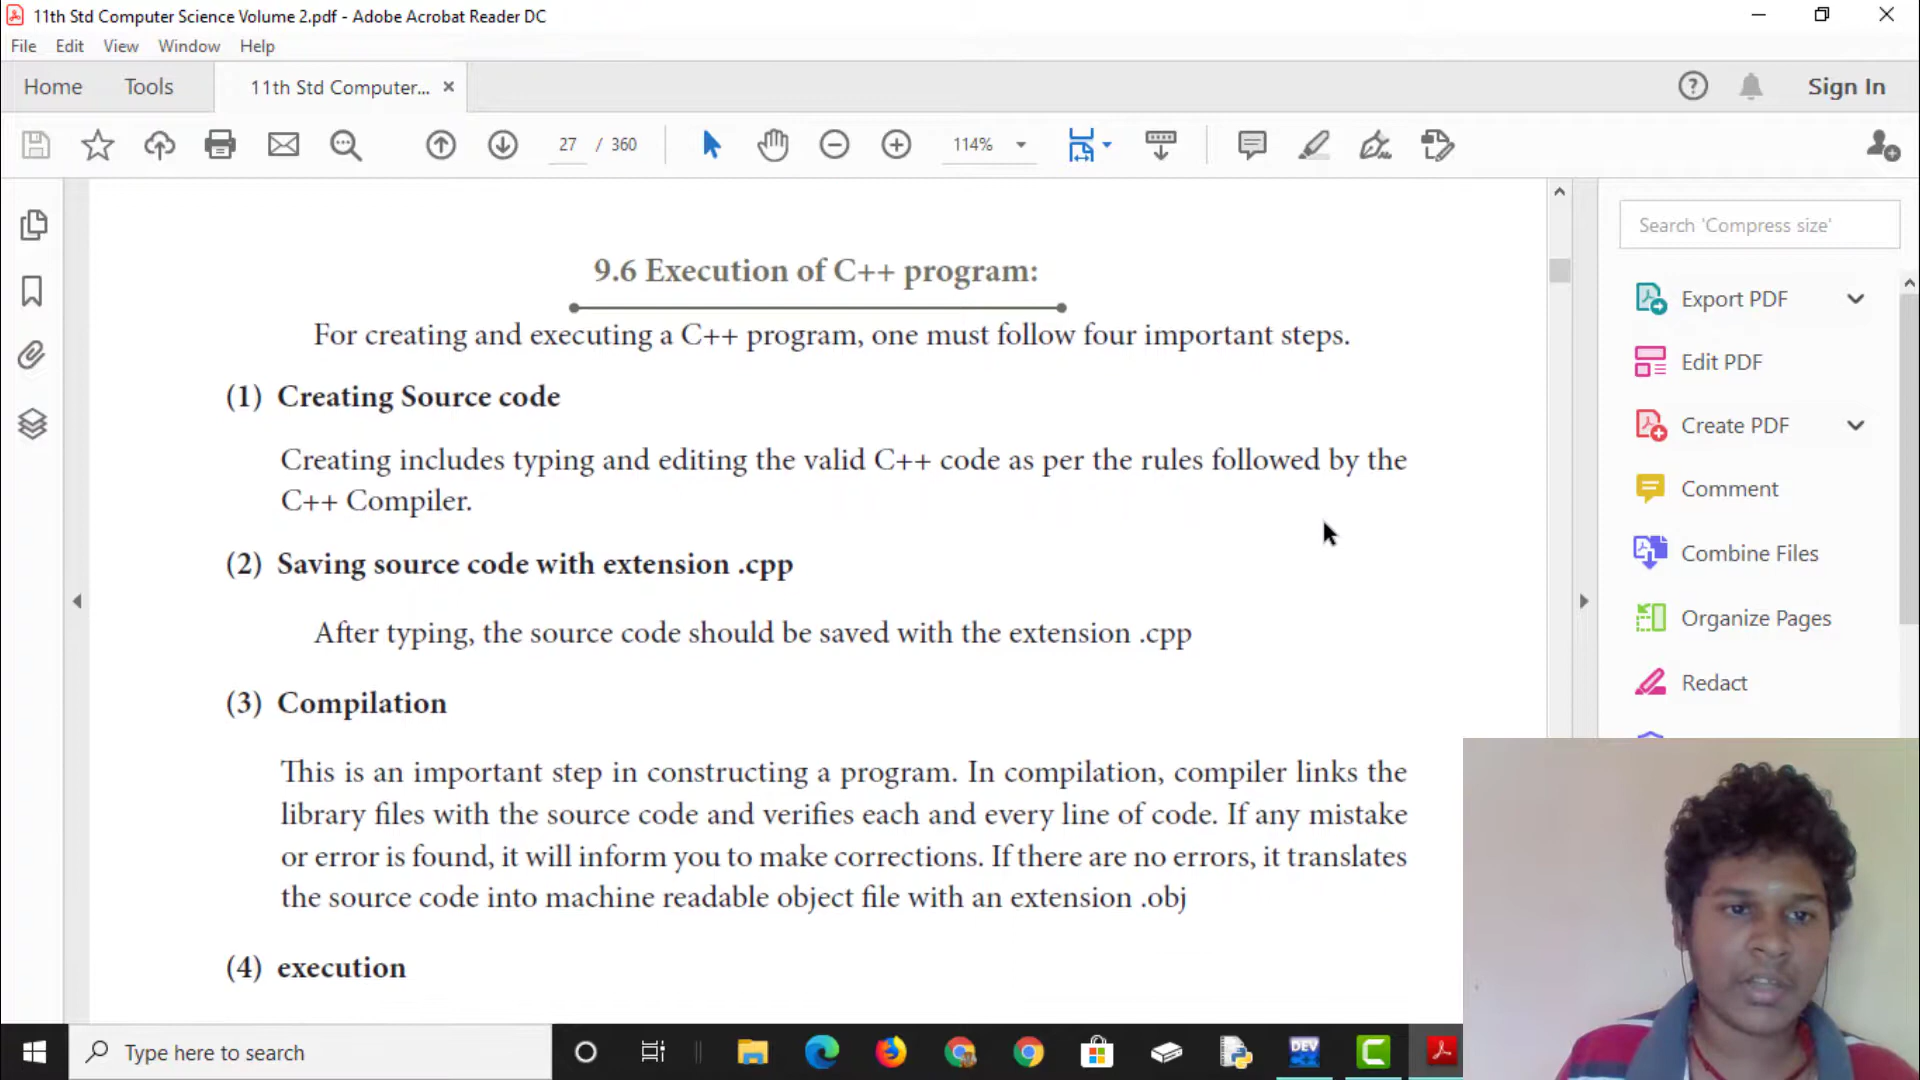 11th Std Computer Science Volume 2.pdf - Adobe Acrobat Reader DC
File Edit View Window Help
Home Tools 11th Std Computer... × Sign In
27 / 360 114%
9.6 Execution of C++ program:
For creating and executing a C++ program, one must follow four important steps.
(1) Creating Source code
Creating includes typing and editing the valid C++ code as per the rules followed by the
C++ Compiler.
(2) Saving source code with extension .cpp
After typing, the source code should be saved with the extension .cpp
(3) Compilation
This is an important step in constructing a program. In compilation, compiler links the
library files with the source code and verifies each and every line of code. If any mistake
or error is found, it will inform you to make corrections. If there are no errors, it translates
the source code into machine readable object file with an extension .obj
(4) execution
Search 'Compress size'
Export PDF
Edit PDF
Create PDF
Comment
Combine Files
Organize Pages
Redact
Type here to search
DEV
C++